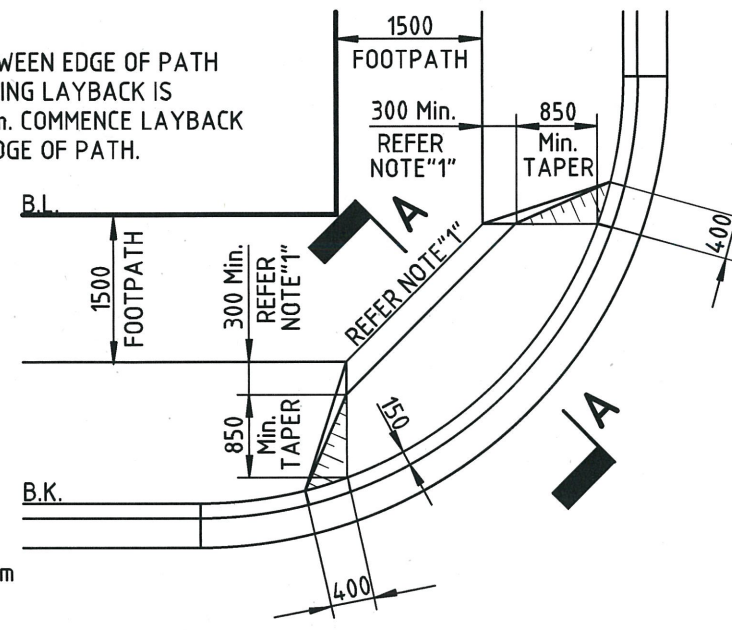 WEEN EDGE OF PATH
ING LAYBACK IS
m. COMMENCE LAYBACK
DGE OF PATH.
1500
FOOTPATH
300 Min.
REFER
NOTE"1"
850
Min.
TAPER
B.L.
A
400
1500
FOOTPATH
300 Min.
REFER
NOTE"1"
REFER NOTE"1"
850
Min.
TAPER
150
A
B.K.
m
400